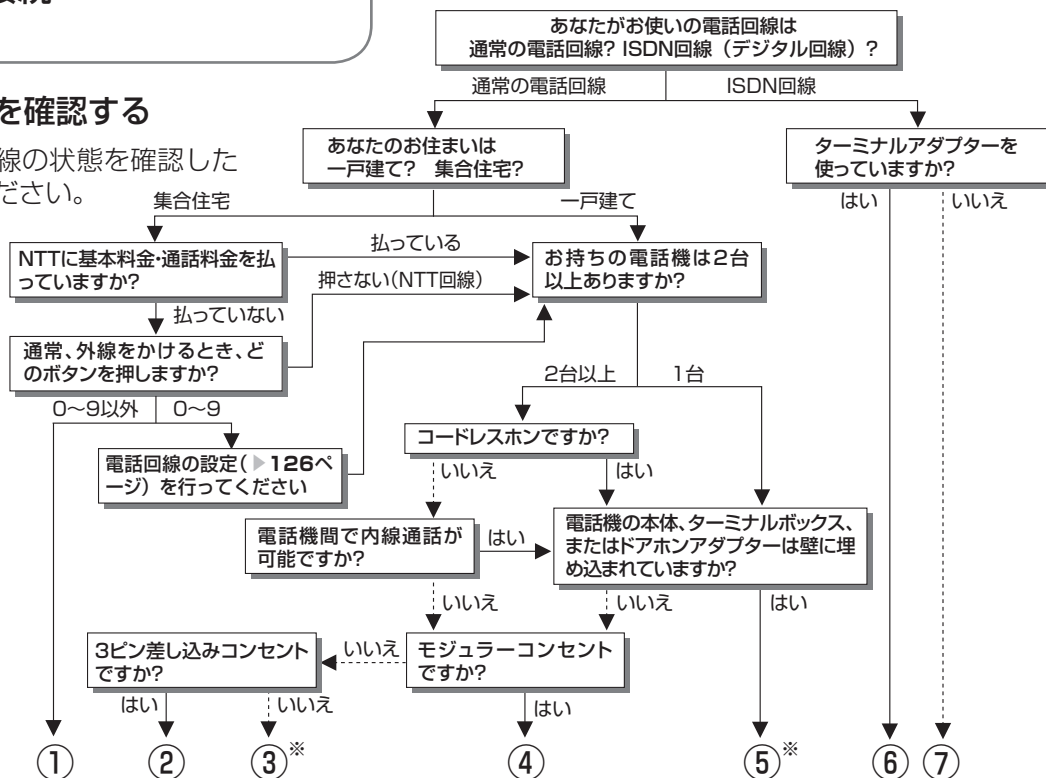 あなたがお使いの電話回線は
通常の電話回線? ISDN回線(デジタル回線)?
通常の電話回線
ISDN回線
を確認する
線の状態を確認した
ださい。
あなたのお住まいは
一戸建て? 集合住宅?
ターミナルアダプターを
使っていますか?
集合住宅
一戸建て
はい
いいえ
NTTに基本料金・通話料金を払
っていますか?
払っている
お持ちの電話機は2台
以上ありますか?
押さない(NTT回線)
払っていない
通常、外線をかけるとき、ど
のボタンを押しますか?
0〜9以外
0〜9
2台以上
1台
電話回線の設定(▶126ペ
ージ)を行ってください
コードレスホンですか?
いいえ
はい
電話機間で内線通話が
可能ですか?
はい
電話機の本体、ターミナルボックス、
またはドアホンアダプターは壁に埋
め込まれていますか?
いいえ
いいえ
はい
3ピン差し込みコンセント
ですか?
いいえ
モジュラーコンセント
ですか?
はい
いいえ
はい
① ② ③※ ④ ⑤※ ⑥ ⑦